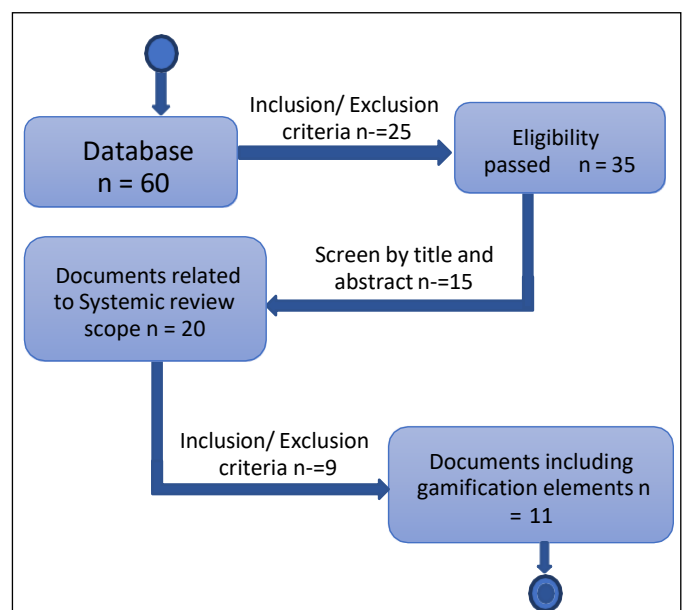 Database
n = 60
Inclusion/ Exclusion
criteria n-=25
Eligibility
passed n = 35
Screen by title and
abstract n-=15
Documents related
to Systemic review
scope n = 20
Inclusion/ Exclusion
criteria n-=9
Documents including
gamification elements n
= 11